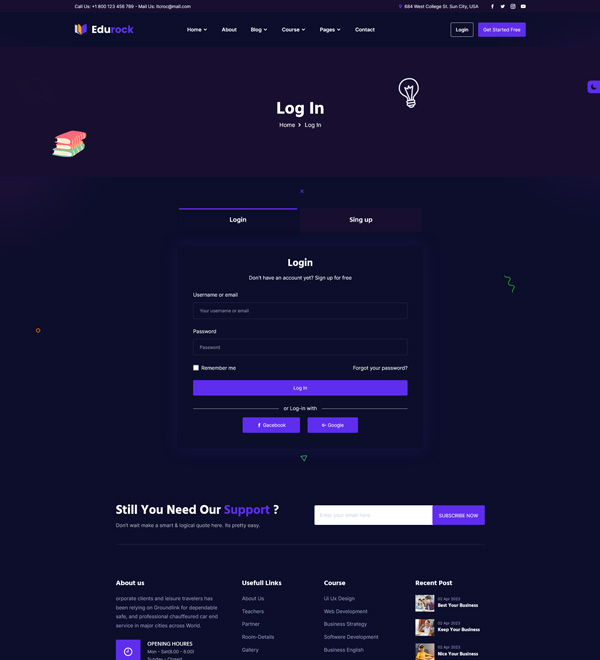 Call Us: +1 800 123 456 789 - Mail Us: Itcroc@mail.com
684 West College St. Sun City, USA
Edurock
Home
About
Blog
Course
Pages
Contact
Login
Get Started Free
Log In
Home > Log In
Login
Sing up
Login
Don't have an account yet? Sign up for free
Username or email
Your username or email
Password
Password
Remember me
Forgot your password?
Log In
or Log-in with
Gacebook
Google
Still You Need Our Support ?
Don't wait make a smart & logical quote here. Its pretty easy.
Enter your email here
SUBSCRIBE NOW
About us
orporate clients and leisure travelers has
been relying on Groundlink for dependable
safe, and professional chauffeured car end
service in major cities across World.
OPENING HOURES
Mon - Sat(8.00 - 6.00)
Sunday - Closed
Usefull Links
About Us
Teachers
Partner
Room-Details
Gallery
Course
Ui Ux Design
Web Development
Business Strategy
Softwere Development
Business English
Recent Post
02 Apr 2023
Best Your Business
02 Apr 2023
Keep Your Business
02 Apr 2023
Nice Your Business